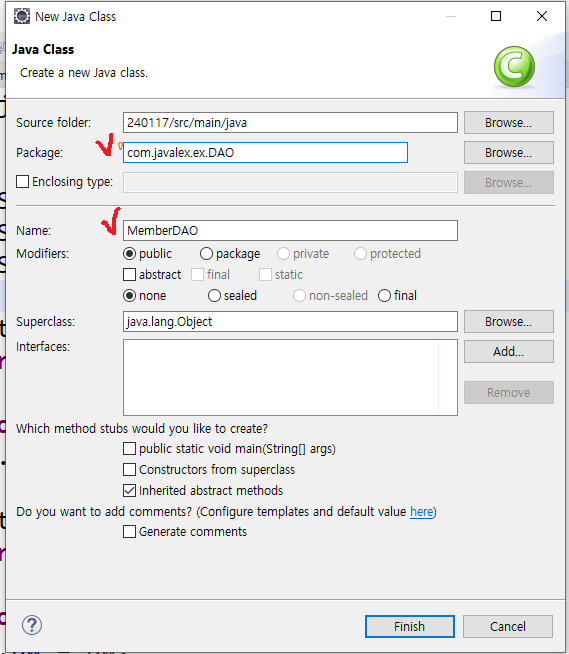 New Java Class
Java Class
Create a new Java class.
Source folder: 240117/src/main/java Browse...
Package: com.javalex.ex.DAO Browse...
Enclosing type: Browse...
Name: MemberDAO
Modifiers: public package private protected
abstract final static
none sealed non-sealed final
Superclass: java.lang.Object Browse...
Interfaces: Add...
Remove
Which method stubs would you like to create?
public static void main(String[] args)
Constructors from superclass
Inherited abstract methods
Do you want to add comments? (Configure templates and default value here)
Generate comments
? Finish Cancel